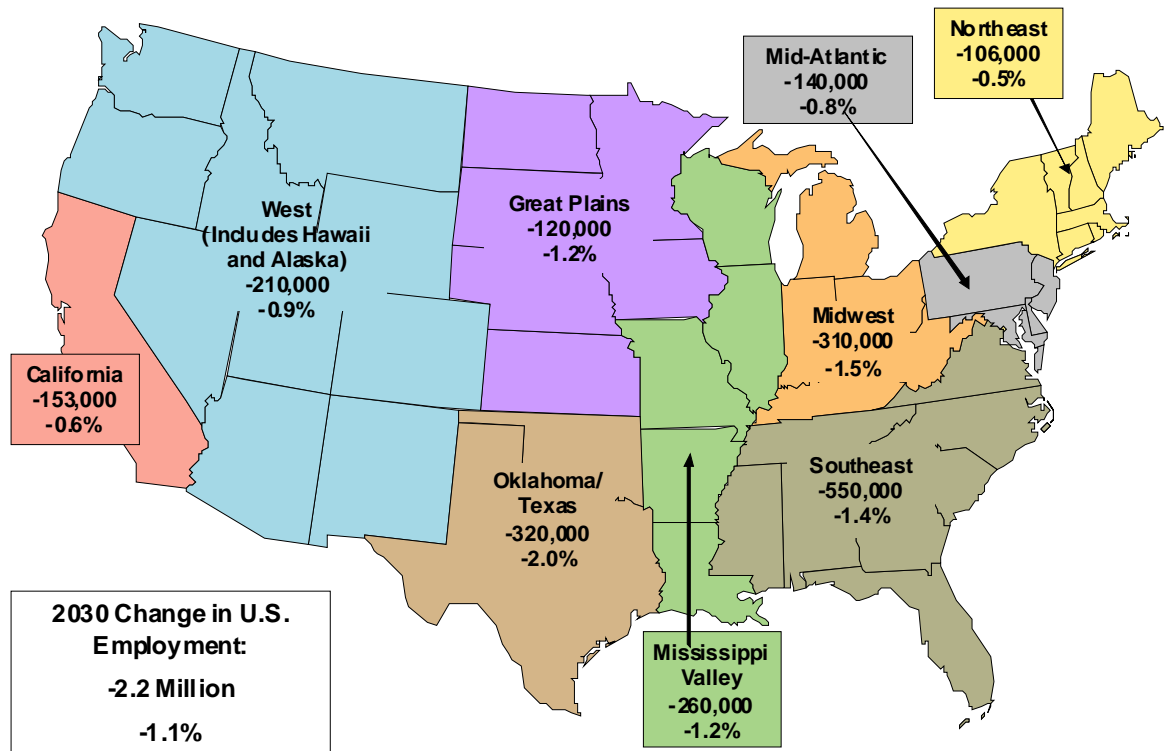 Northeast
-106,000
-0.5%
Mid-Atlantic
-140,000
-0.8%
West
(Includes Hawaii
and Alaska)
-210,000
-0.9%
Great Plains
-120,000
-1.2%
Midwest
-310,000
-1.5%
California
-153,000
-0.6%
Oklahoma/
Texas
-320,000
-2.0%
Southeast
-550,000
-1.4%
Mississippi
Valley
-260,000
-1.2%
2030 Change in U.S.
Employment:
-2.2 Million
-1.1%